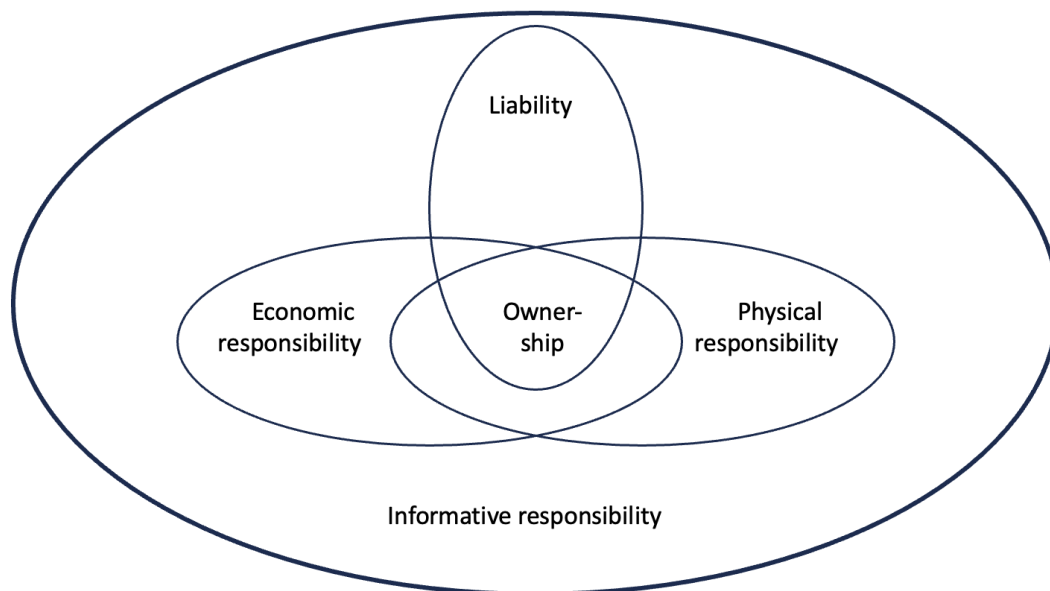 Liability
Economic
responsibility
Owner-
ship
Physical
responsibility
Informative responsibility